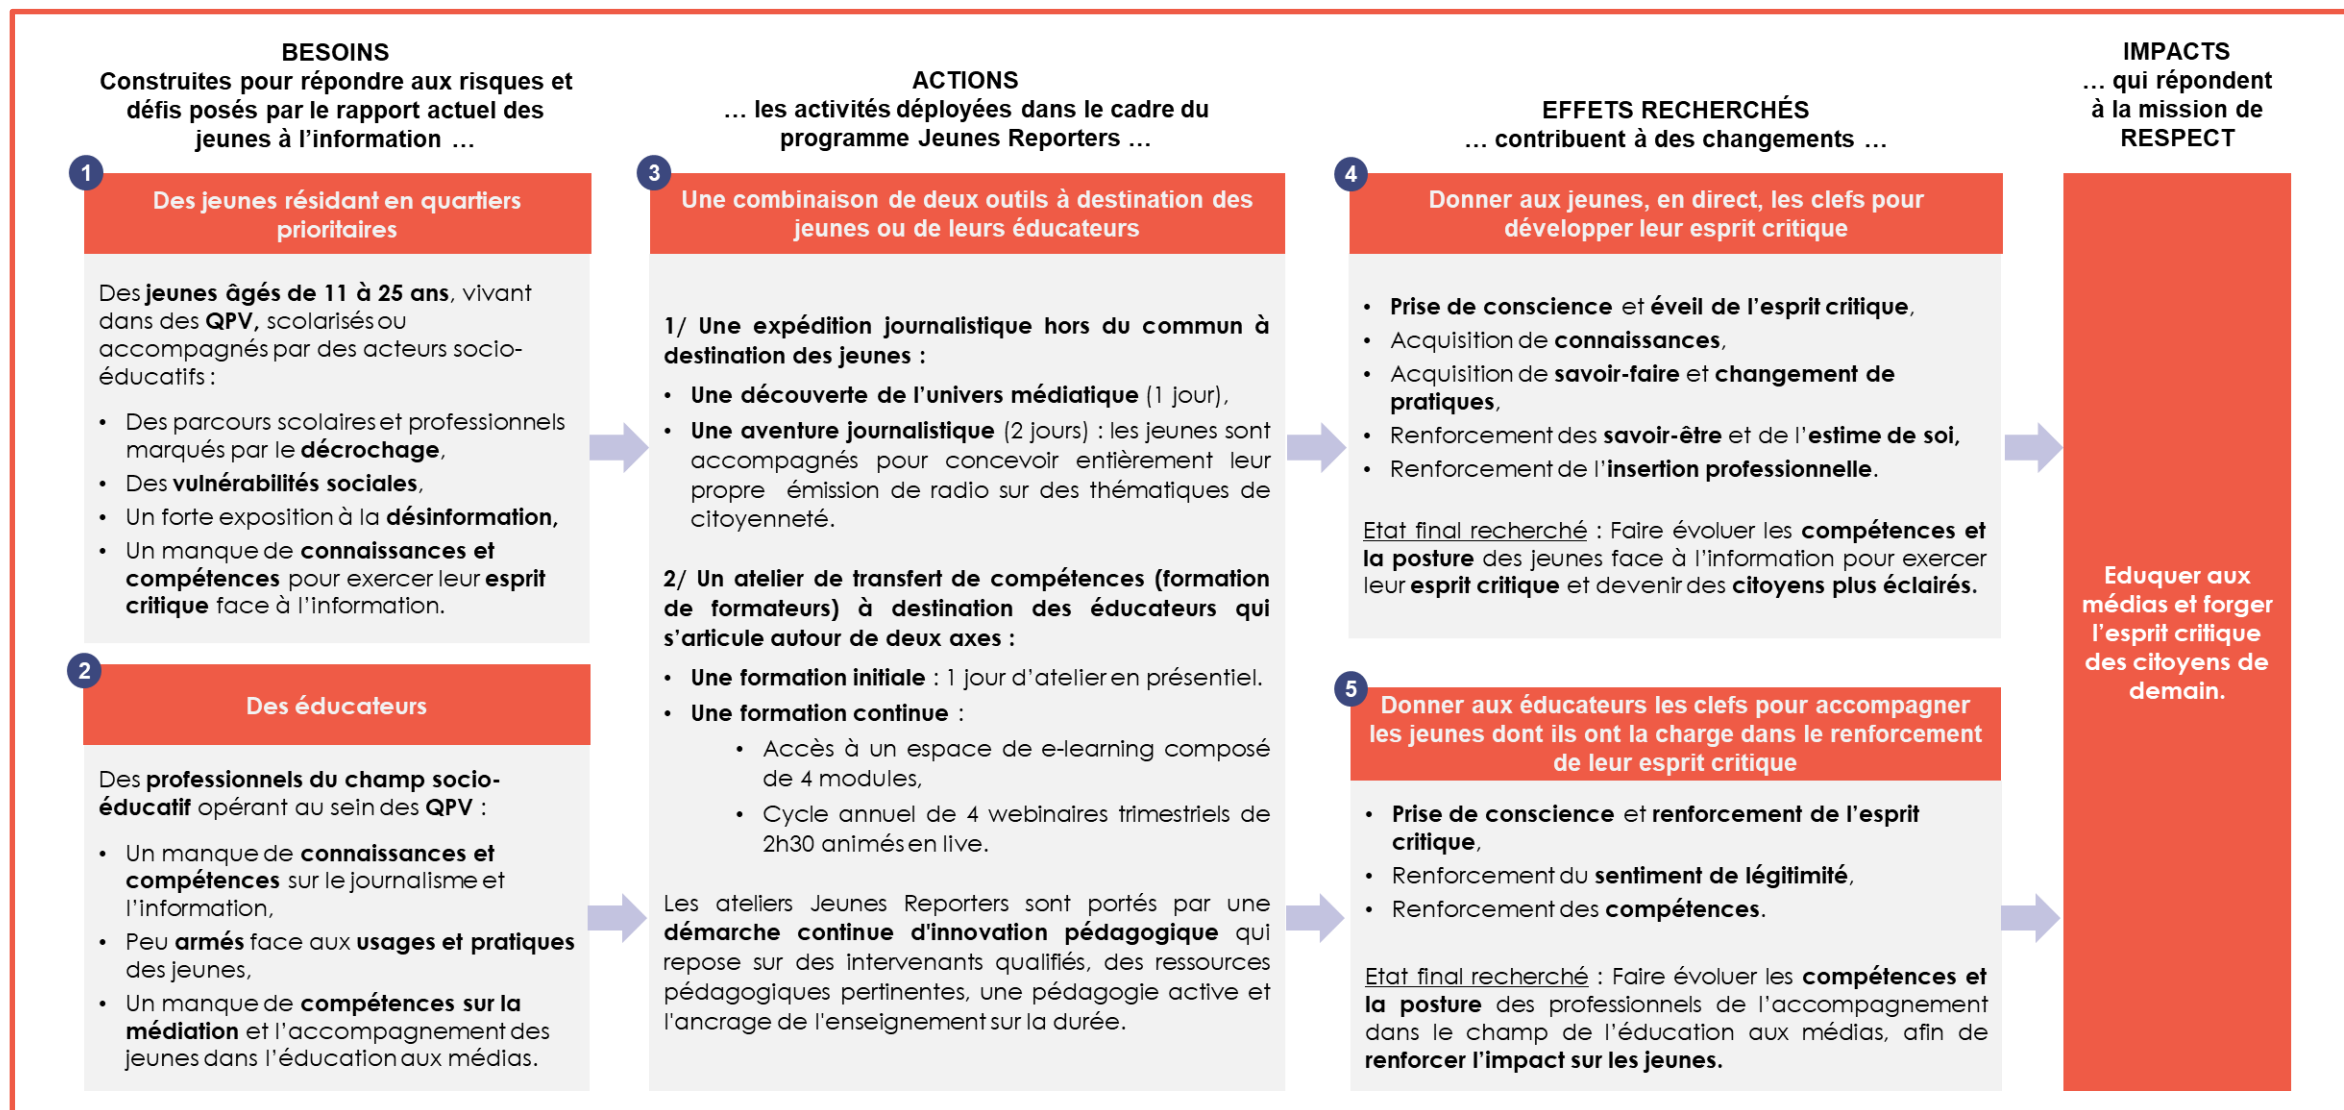 BESOINS
Construites pour répondre aux risques et
défis posés par le rapport actuel des
jeunes à l’information …
1
Des jeunes résidant en quartiers
prioritaires
Des jeunes âgés de 11 à 25 ans, vivant
dans des QPV, scolarisés ou
accompagnés par des acteurs socio-
éducatifs :
• Des parcours scolaires et professionnels
marqués par le décrochage,
• Des vulnérabilités sociales,
• Un forte exposition à la désinformation,
• Un manque de connaissances et
compétences pour exercer leur esprit
critique face à l’information.
2
Des éducateurs
Des professionnels du champ socio-
éducatif opérant au sein des QPV :
• Un manque de connaissances et
compétences sur le journalisme et
l’information,
• Peu armés face aux usages et pratiques
des jeunes,
• Un manque de compétences sur la
médiation et l’accompagnement des
jeunes dans l’éducation aux médias.
ACTIONS
… les activités déployées dans le cadre du
programme Jeunes Reporters …
3
Une combinaison de deux outils à destination des
jeunes ou de leurs éducateurs
1/ Une expédition journalistique hors du commun à
destination des jeunes :
• Une découverte de l’univers médiatique (1 jour),
• Une aventure journalistique (2 jours) : les jeunes sont
accompagnés pour concevoir entièrement leur
propre émission de radio sur des thématiques de
citoyenneté.
2/ Un atelier de transfert de compétences (formation
de formateurs) à destination des éducateurs qui
s’articule autour de deux axes :
• Une formation initiale : 1 jour d’atelier en présentiel.
• Une formation continue :
• Accès à un espace de e-learning composé
de 4 modules,
• Cycle annuel de 4 webinaires trimestriels de
2h30 animés en live.
Les ateliers Jeunes Reporters sont portés par une
démarche continue d'innovation pédagogique qui
repose sur des intervenants qualifiés, des ressources
pédagogiques pertinentes, une pédagogie active et
l'ancrage de l'enseignement sur la durée.
EFFETS RECHERCHÉS
… contribuent à des changements …
4
Donner aux jeunes, en direct, les clefs pour
développer leur esprit critique
• Prise de conscience et éveil de l’esprit critique,
• Acquisition de connaissances,
• Acquisition de savoir-faire et changement de
pratiques,
• Renforcement des savoir-être et de l’estime de soi,
• Renforcement de l’insertion professionnelle.
Etat final recherché : Faire évoluer les compétences et
la posture des jeunes face à l’information pour exercer
leur esprit critique et devenir des citoyens plus éclairés.
5
Donner aux éducateurs les clefs pour accompagner
les jeunes dont ils ont la charge dans le renforcement
de leur esprit critique
• Prise de conscience et renforcement de l’esprit
critique,
• Renforcement du sentiment de légitimité,
• Renforcement des compétences.
Etat final recherché : Faire évoluer les compétences et
la posture des professionnels de l’accompagnement
dans le champ de l’éducation aux médias, afin de
renforcer l’impact sur les jeunes.
IMPACTS
… qui répondent
à la mission de
RESPECT
Eduquer aux
médias et forger
l’esprit critique
des citoyens de
demain.